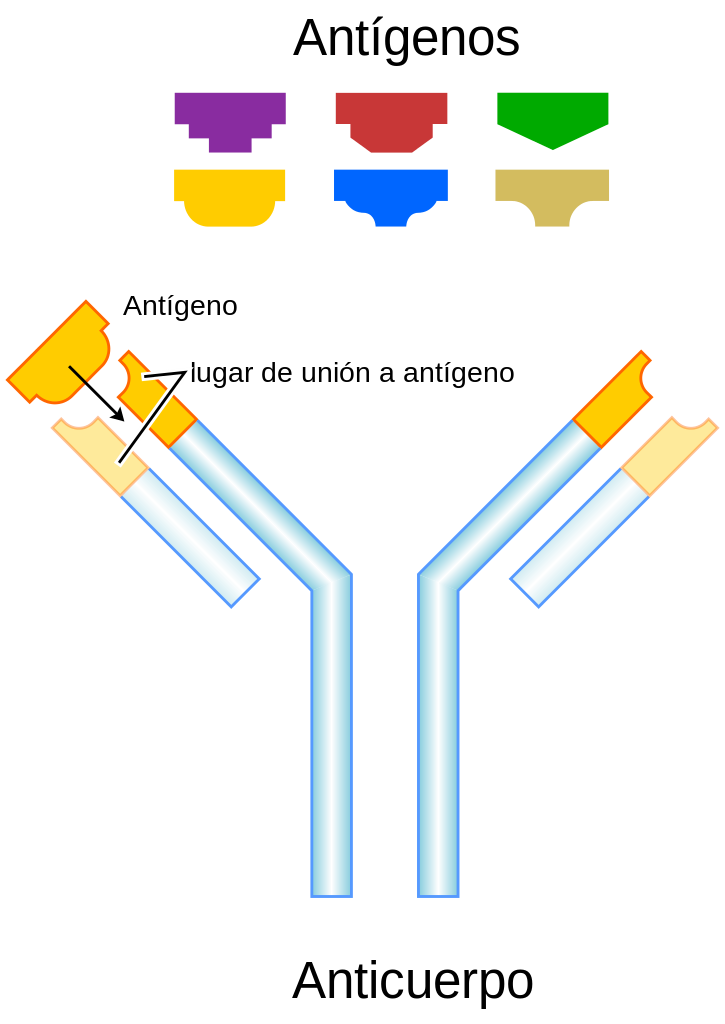 Antígenos
Antígeno
lugar de unión a antígeno
Anticuerpo